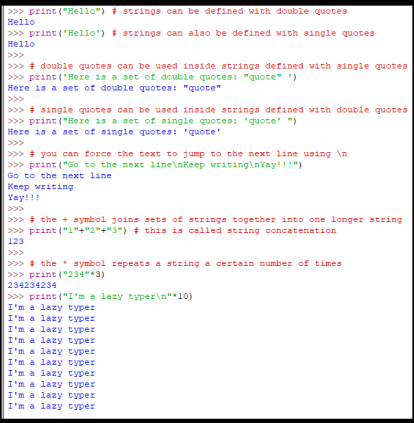 >>> print("Hello") # strings can be defined with double quotes
Hello
>>> print('Hello') # strings can also be defined with single quotes
Hello
>>>
>>> # double quotes can be used inside strings defined with single quotes
>>> print('Here is a set of double quotes: "quote" ')
Here is a set of double quotes: "quote"
>>>
>>> # single quotes can be used inside strings defined with double quotes
>>> print("Here is a set of single quotes: 'quote' ")
Here is a set of single quotes: 'quote'
>>>
>>> # you can force the text to jump to the next line using \n
>>> print("Go to the next line\nKeep writing\nYay!!!")
Go to the next line
Keep writing
Yay!!!
>>>
>>> # the + symbol joins sets of strings together into one longer string
>>> print("1"+"2"+"3") # this is called string concatenation
123
>>>
>>> # the * symbol repeats a string a certain number of times
>>> print("234"*3)
234234234
>>> print("I'm a lazy typer\n"*10)
I'm a lazy typer
I'm a lazy typer
I'm a lazy typer
I'm a lazy typer
I'm a lazy typer
I'm a lazy typer
I'm a lazy typer
I'm a lazy typer
I'm a lazy typer
I'm a lazy typer